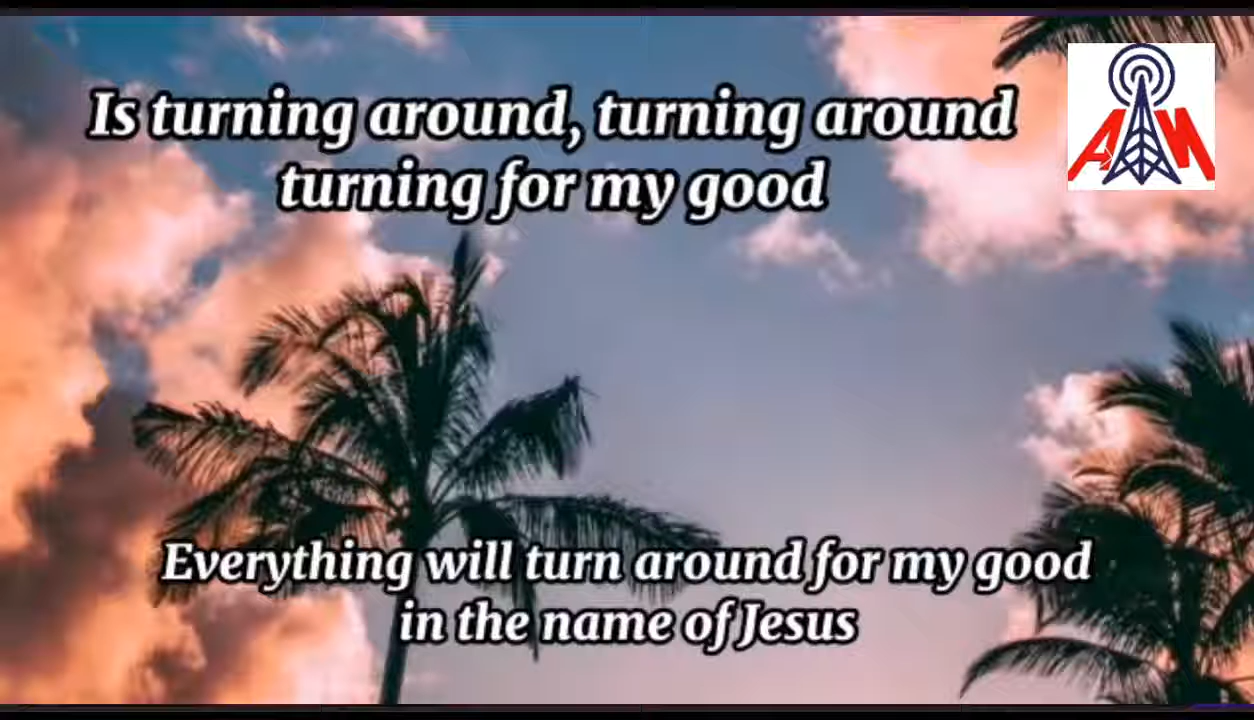 Is turning around, turning around
turning for my good
AM
Everything will turn around for my good
in the name of Jesus